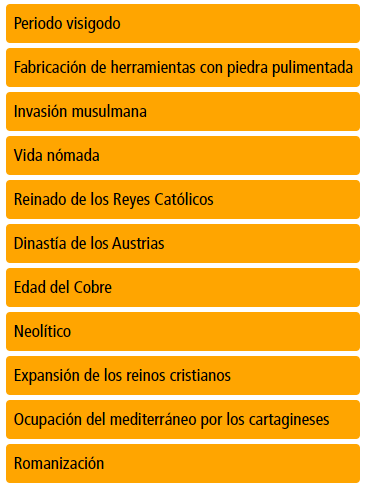 Periodo visigodo
Fabricación de herramientas con piedra pulimentada
Invasión musulmana
Vida nómada
Reinado de los Reyes Católicos
Dinastía de los Austrias
Edad del Cobre
Neolítico
Expansión de los reinos cristianos
Ocupación del mediterráneo por los cartagineses
Romanización